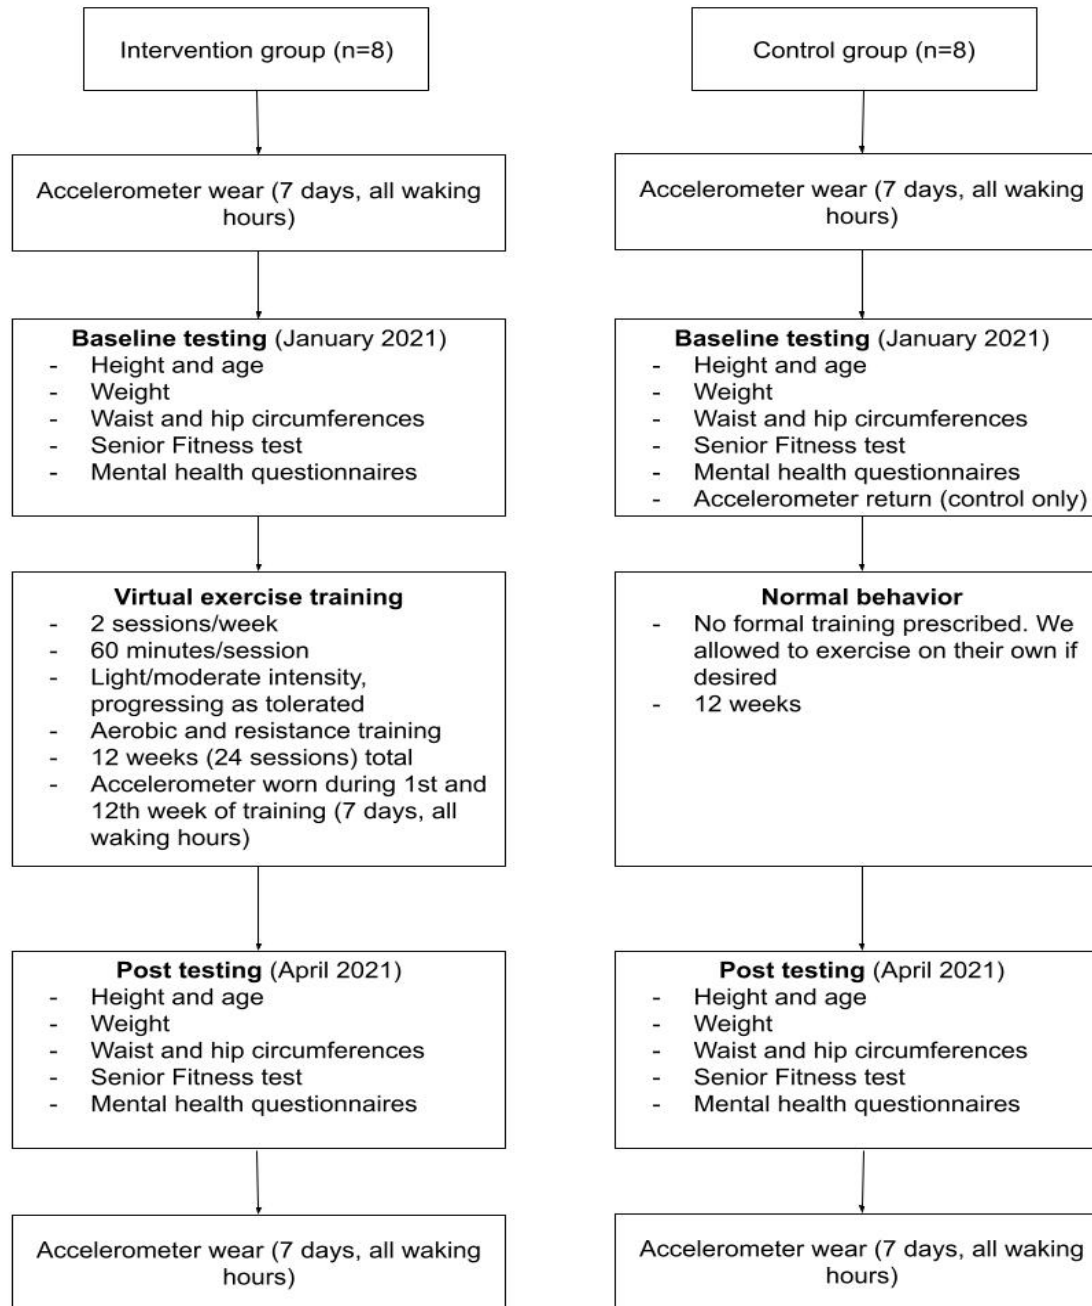 Intervention group (n=8)
Accelerometer wear (7 days, all waking
hours)
Baseline testing (January 2021)
- Height and age
- Weight
- Waist and hip circumferences
- Senior Fitness test
- Mental health questionnaires
Virtual exercise training
- 2 sessions/week
- 60 minutes/session
- Light/moderate intensity,
progressing as tolerated
- Aerobic and resistance training
- 12 weeks (24 sessions) total
- Accelerometer worn during 1st and
12th week of training (7 days, all
waking hours)
Post testing (April 2021)
- Height and age
- Weight
- Waist and hip circumferences
- Senior Fitness test
- Mental health questionnaires
Accelerometer wear (7 days, all waking
hours)
Control group (n=8)
Accelerometer wear (7 days, all waking
hours)
Baseline testing (January 2021)
- Height and age
- Weight
- Waist and hip circumferences
- Senior Fitness test
- Mental health questionnaires
- Accelerometer return (control only)
Normal behavior
- No formal training prescribed. We
allowed to exercise on their own if
desired
- 12 weeks
Post testing (April 2021)
- Height and age
- Weight
- Waist and hip circumferences
- Senior Fitness test
- Mental health questionnaires
Accelerometer wear (7 days, all waking
hours)